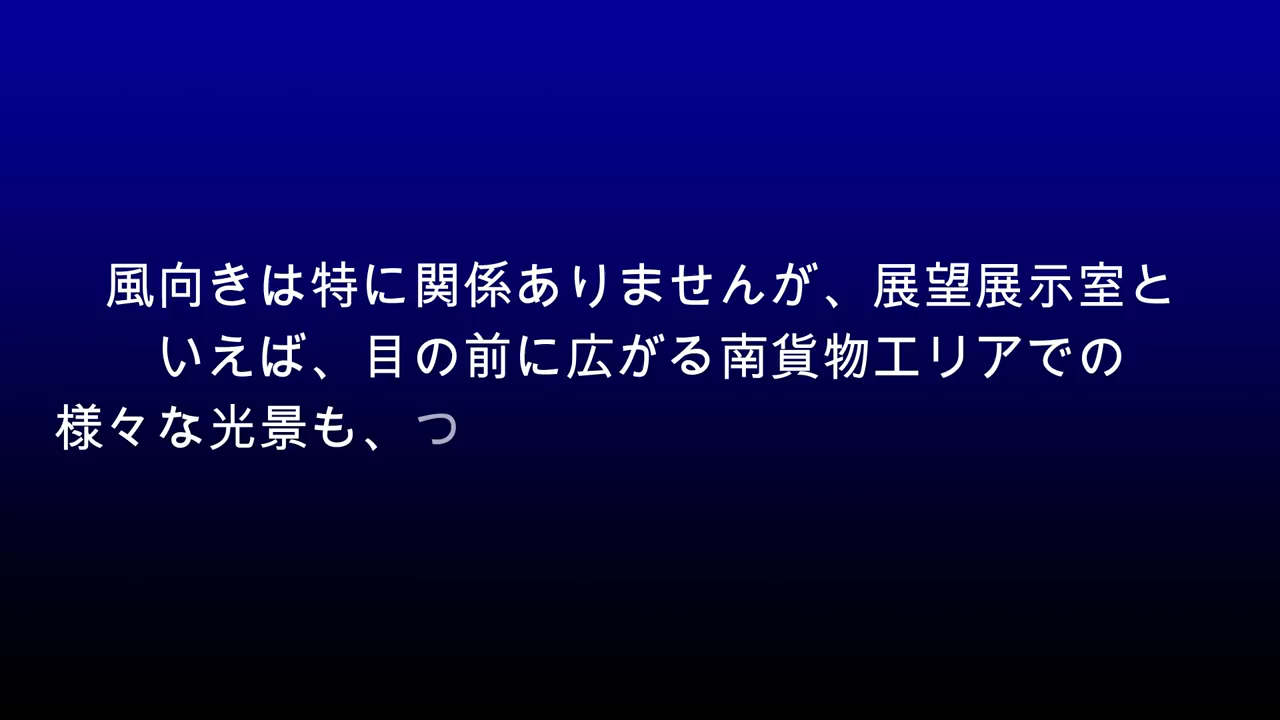 風向きは特に関係ありませんが、展望展示室と
いえば、目の前に広がる南貨物エリアでの
様々な光景も、つ